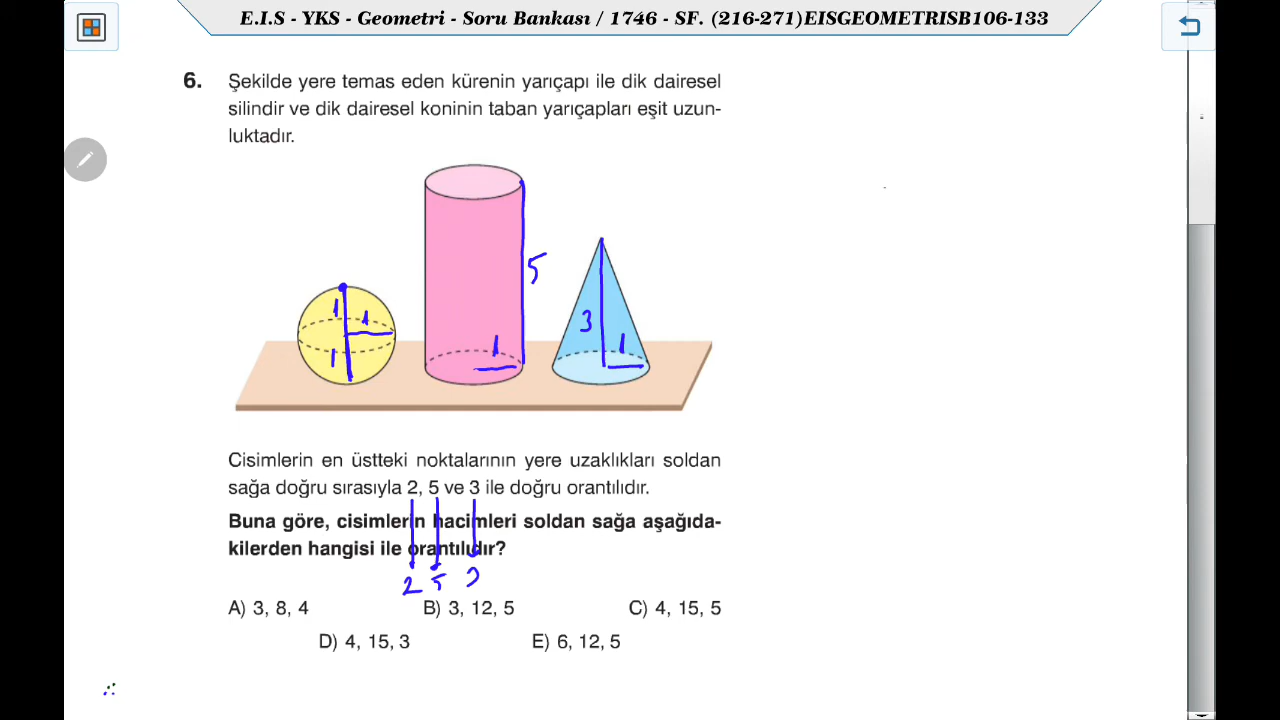 E.I.S - YKS - Geometri - Soru Bankası / 1746 - SF. (216-271)EISGEOMETRISB106-133
6. Şekilde yere temas eden kürenin yarıçapı ile dik dairesel
silindir ve dik dairesel koninin taban yarıçapları eşit uzun-
luktadır.
5
1 1
3
1
1
1
Cisimlerin en üstteki noktalarının yere uzaklıkları soldan
sağa doğru sırasıyla 2, 5 ve 3 ile doğru orantılıdır.
Buna göre, cisimlerin hacimleri soldan sağa aşağıda-
kilerden hangisi ile orantılıdır?
2 5 3
A) 3, 8, 4 B) 3, 12, 5 C) 4, 15, 5
D) 4, 15, 3 E) 6, 12, 5